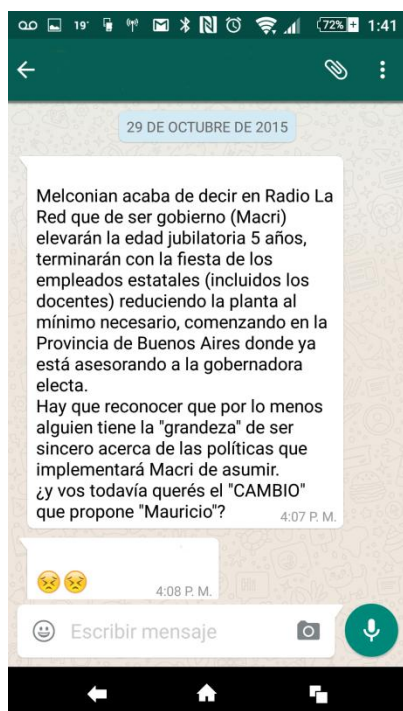 19°
72%
1:41
29 DE OCTUBRE DE 2015
Melconian acaba de decir en Radio La
Red que de ser gobierno (Macri)
elevarán la edad jubilatoria 5 años,
terminarán con la fiesta de los
empleados estatales (incluidos los
docentes) reduciendo la planta al
mínimo necesario, comenzando en la
Provincia de Buenos Aires donde ya
está asesorando a la gobernadora
electa.
Hay que reconocer que por lo menos
alguien tiene la "grandeza" de ser
sincero acerca de las políticas que
implementará Macri de asumir.
¿y vos todavía querés el "CAMBIO"
que propone "Mauricio"?
4:07 P. M.
4:08 P. M.
Escribir mensaje